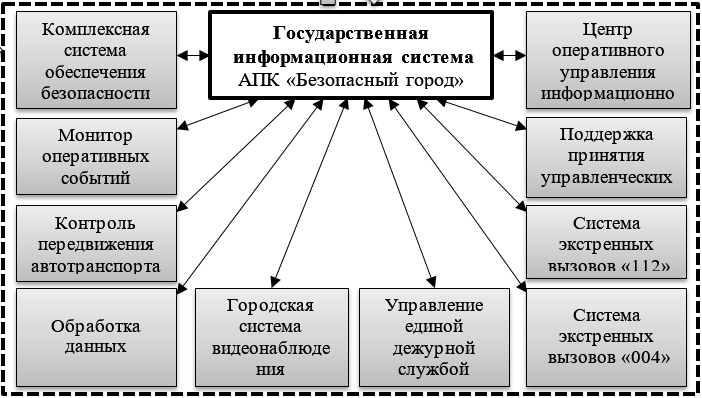 Комплексная
система
обеспечения
безопасности
Государственная
информационная система
АПК «Безопасный город»
Центр
оперативного
управления
информационно
Монитор
оперативных
событий
Поддержка
принятия
управленческих
Контроль
передвижения
автотранспорта
Система
экстренных
вызовов «112»
Обработка
данных
Городская
система
видеонаблюде
ния
Управление
единой
дежурной
службой
Система
экстренных
вызовов «004»